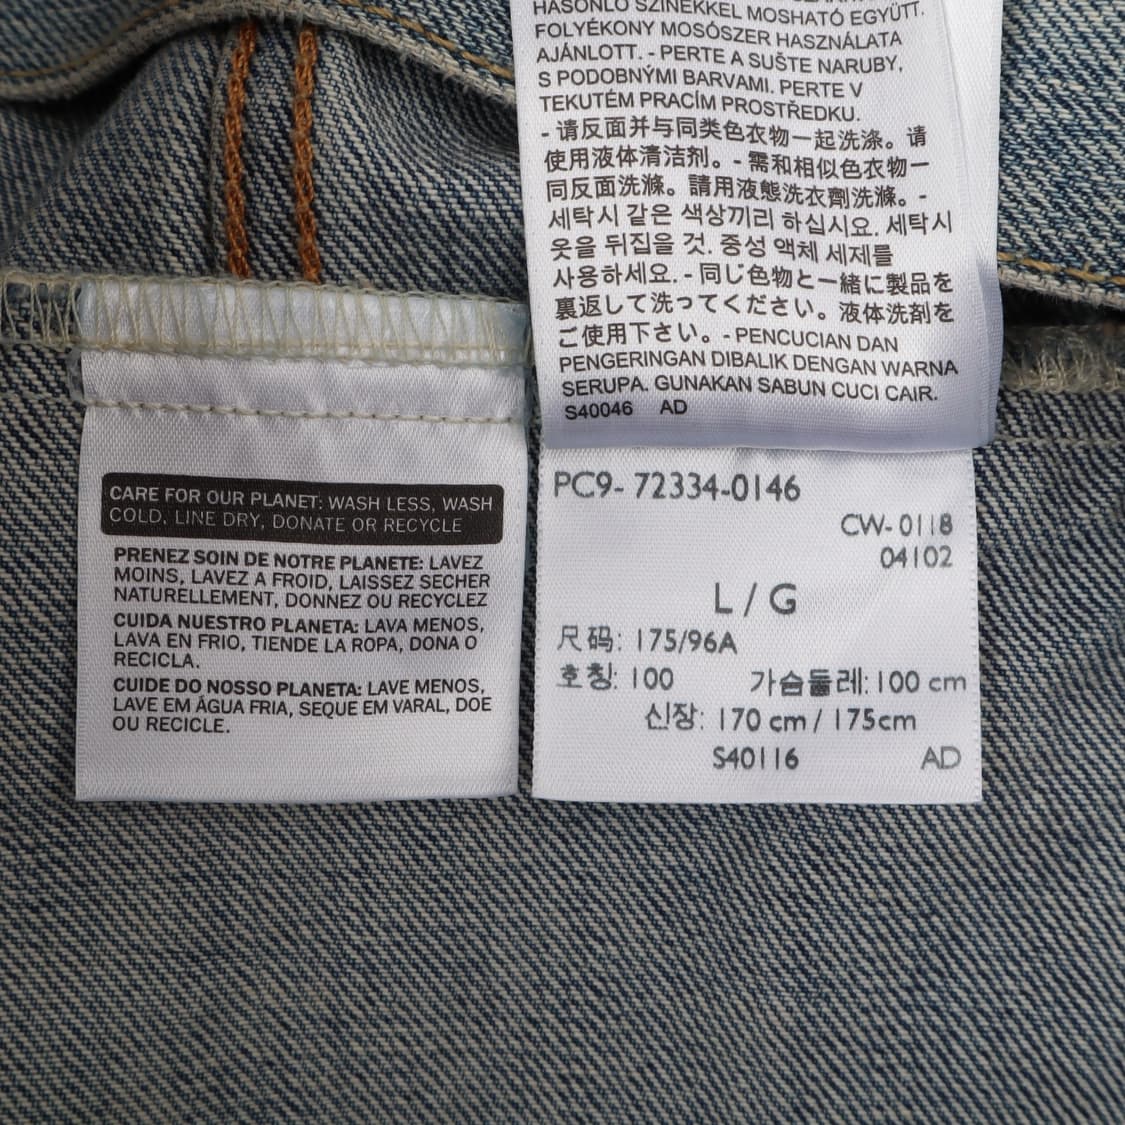 HASONLÓ SZÍNEKKEL MOSHATÓ EGYÜTT.
FOLYÉKONY MOSÓSZER HASZNÁLATA
AJÁNLOTT. - PERTE A SUŠTE NARUBY,
S PODOBNÝMI BARVAMI. PERTE V
TEKUTÉM PRACÍM PROSTŘEDKU.
- 请反面并与同类色衣物一起洗涤。请
使用液体清洁剂。- 需和相似色衣物一
同反面洗滌。請用液態洗衣劑洗滌。-
세탁시 같은 색상끼리 하십시요. 세탁시
옷을 뒤집을 것. 중성 액체 세제를
사용하세요. - 同じ色物と一緒に製品を
裏返して洗ってください。液体洗剤を
ご使用下さい。- PENCUCIAN DAN
PENGERINGAN DIBALIK DENGAN WARNA
SERUPA. GUNAKAN SABUN CUCI CAIR.
S40046 AD
CARE FOR OUR PLANET: WASH LESS, WASH
COLD, LINE DRY, DONATE OR RECYCLE
PRENEZ SOIN DE NOTRE PLANETE: LAVEZ
MOINS, LAVEZ A FROID, LAISSEZ SECHER
NATURELLEMENT, DONNEZ OU RECYCLEZ
CUIDA NUESTRO PLANETA: LAVA MENOS,
LAVA EN FRIO, TIENDE LA ROPA, DONA O
RECICLA.
CUIDE DO NOSSO PLANETA: LAVE MENOS,
LAVE EM ÁGUA FRIA, SEQUE EM VARAL, DOE
OU RECICLE.
PC9- 72334-0146
CW- 0118
04102
L / G
尺码: 175/96A
호칭: 100 가슴둘레: 100 cm
신장: 170 cm / 175cm
S40116 AD